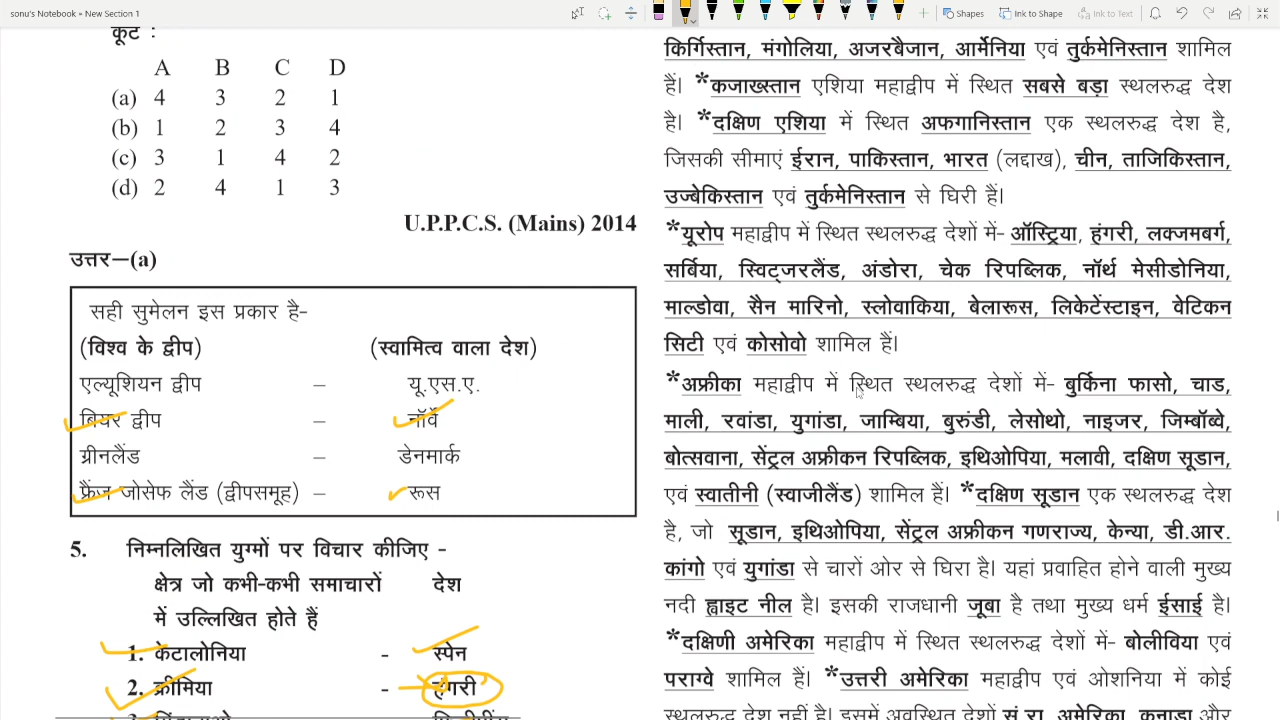 sonu's Notebook » New Section 1
Shapes
Ink to Shape
Ink to Text
कूट :
A B C D
(a) 4 3 2 1
(b) 1 2 3 4
(c) 3 1 4 2
(d) 2 4 1 3
U.P.P.C.S. (Mains) 2014
उत्तर–(a)
सही सुमेलन इस प्रकार है-
(विश्व के द्वीप) (स्वामित्व वाला देश)
एल्यूशियन द्वीप – यू.एस.ए.
बियर द्वीप – नॉर्वे
ग्रीनलैंड – डेनमार्क
फ्रैंज जोसेफ लैंड (द्वीपसमूह) – रूस
5. निम्नलिखित युग्मों पर विचार कीजिए -
क्षेत्र जो कभी-कभी समाचारों देश
में उल्लिखित होते हैं
1. केटालोनिया - स्पेन
2. क्रीमिया - हंगरी
किर्गिस्तान, मंगोलिया, अजरबैजान, आर्मेनिया एवं तुर्कमेनिस्तान शामिल
हैं। *कजाख्स्तान एशिया महाद्वीप में स्थित सबसे बड़ा स्थलरुद्ध देश
है। *दक्षिण एशिया में स्थित अफगानिस्तान एक स्थलरुद्ध देश है,
जिसकी सीमाएं ईरान, पाकिस्तान, भारत (लद्दाख), चीन, ताजिकिस्तान,
उज्बेकिस्तान एवं तुर्कमेनिस्तान से घिरी हैं।
*यूरोप महाद्वीप में स्थित स्थलरुद्ध देशों में- ऑस्ट्रिया, हंगरी, लक्जमबर्ग,
सर्बिया, स्विट्जरलैंड, अंडोरा, चेक रिपब्लिक, नॉर्थ मेसीडोनिया,
माल्डोवा, सैन मारिनो, स्लोवाकिया, बेलारूस, लिकेटेंस्टाइन, वेटिकन
सिटी एवं कोसोवो शामिल हैं।
*अफ्रीका महाद्वीप में स्थित स्थलरुद्ध देशों में- बुर्किना फासो, चाड,
माली, रवांडा, युगांडा, जाम्बिया, बुरुंडी, लेसोथो, नाइजर, जिम्बॉब्वे,
बोत्सवाना, सेंट्रल अफ्रीकन रिपब्लिक, इथिओपिया, मलावी, दक्षिण सूडान,
एवं स्वातीनी (स्वाजीलैंड) शामिल हैं। *दक्षिण सूडान एक स्थलरुद्ध देश
है, जो सूडान, इथिओपिया, सेंट्रल अफ्रीकन गणराज्य, केन्या, डी.आर.
कांगो एवं युगांडा से चारों ओर से घिरा है। यहां प्रवाहित होने वाली मुख्य
नदी ह्वाइट नील है। इसकी राजधानी जूबा है तथा मुख्य धर्म ईसाई है।
*दक्षिणी अमेरिका महाद्वीप में स्थित स्थलरुद्ध देशों में- बोलीविया एवं
पराग्वे शामिल हैं। *उत्तरी अमेरिका महाद्वीप एवं ओशनिया में कोई
स्थलरुद्ध देश नहीं है। इसमें अवस्थित देशों सं.रा. अमेरिका, कनाडा और